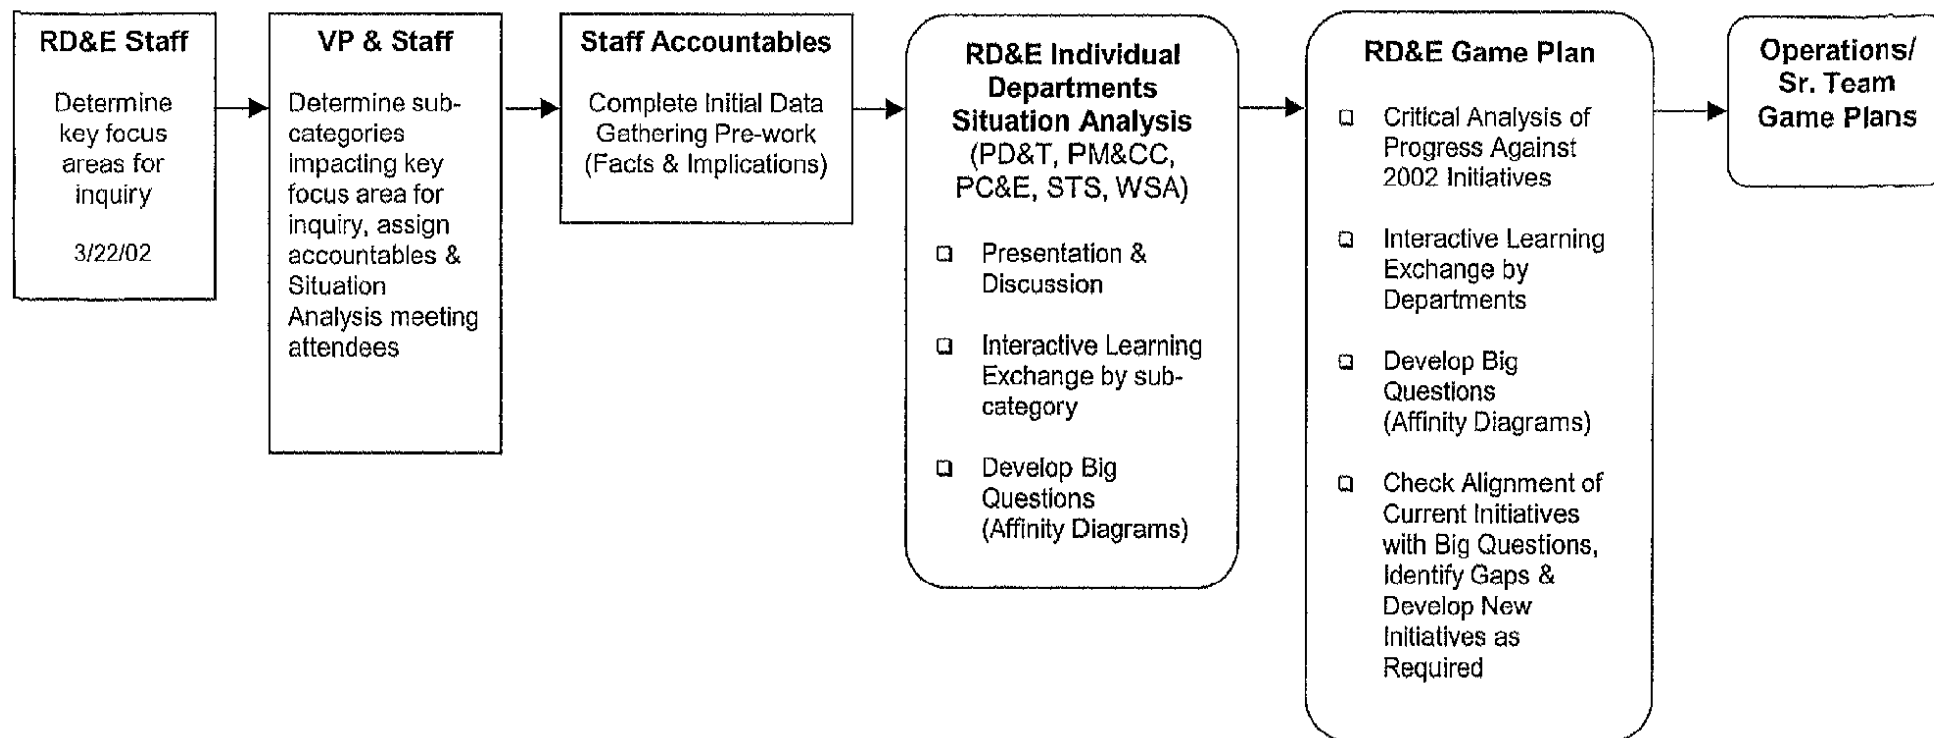 RD&E Staff
Determine
key focus
areas for
inquiry
3/22/02
VP & Staff
Determine sub-
categories
impacting key
focus area for
inquiry, assign
accountables &
Situation
Analysis meeting
attendees
Staff Accountables
Complete Initial Data
Gathering Pre-work
(Facts & Implications)
RD&E Individual
Departments
Situation Analysis
(PD&T, PM&CC,
PC&E, STS, WSA)
Presentation &
Discussion
Interactive Learning
Exchange by sub-
category
Develop Big
Questions
(Affinity Diagrams)
RD&E Game Plan
Critical Analysis of
Progress Against
2002 Initiatives
Interactive Learning
Exchange by
Departments
Develop Big
Questions
(Affinity Diagrams)
Check Alignment of
Current Initiatives
with Big Questions,
Identify Gaps &
Develop New
Initiatives as
Required
Operations/
Sr. Team
Game Plans